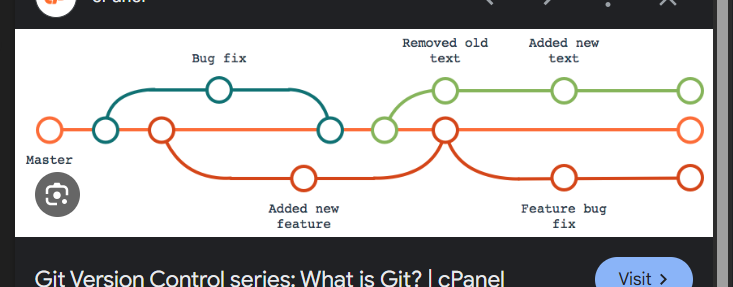 Removed old
text
Added new
text
Bug fix
Master
Added new
feature
Feature bug
fix
Git Version Control series: What is Git? | cPanel
Visit >